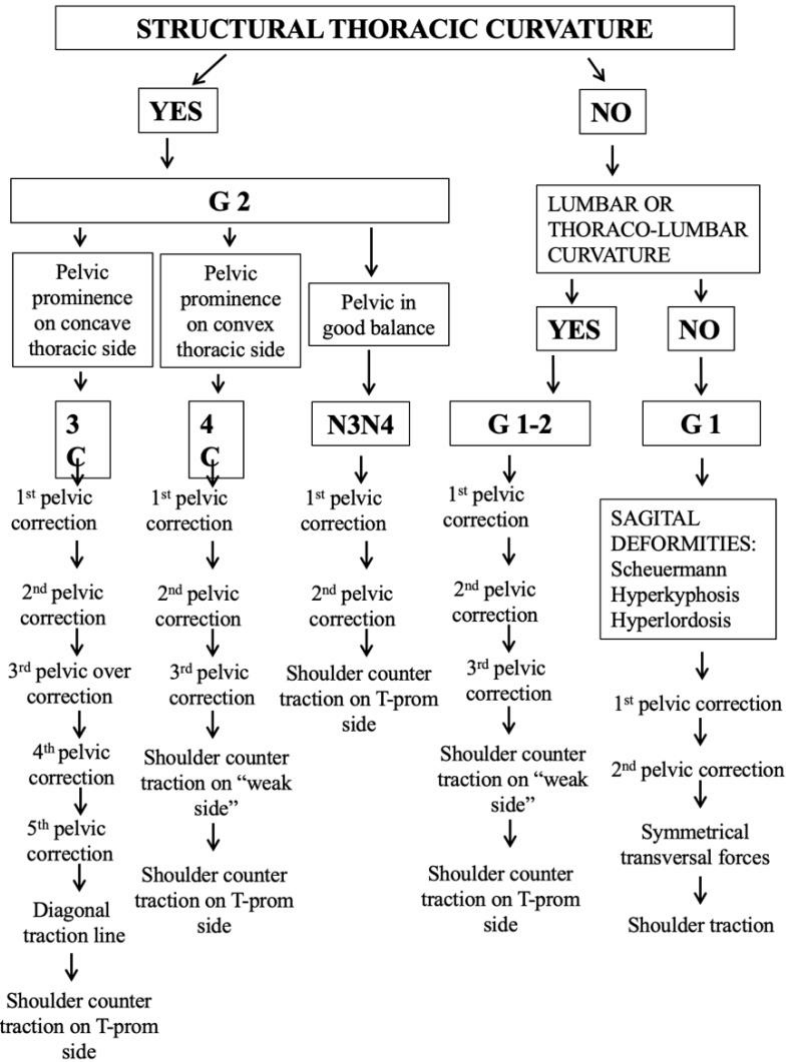 STRUCTURAL THORACIC CURVATURE
YES
NO
G 2
LUMBAR OR
THORACO-LUMBAR
CURVATURE
Pelvic
prominence
on concave
thoracic side
Pelvic
prominence
on convex
thoracic side
Pelvic in
good balance
YES
NO
3
C
4
C
N3N4
G 1-2
G 1
1st pelvic
correction
2nd pelvic
correction
3rd pelvic over
correction
4th pelvic
correction
5th pelvic
correction
Diagonal
traction line
Shoulder counter
traction on T-prom
side
1st pelvic
correction
2nd pelvic
correction
3rd pelvic
correction
Shoulder counter
traction on “weak
side”
Shoulder counter
traction on T-prom
side
1st pelvic
correction
2nd pelvic
correction
Shoulder counter
traction on T-prom
side
1st pelvic
correction
2nd pelvic
correction
3rd pelvic
correction
Shoulder counter
traction on “weak
side”
Shoulder counter
traction on T-prom
side
SAGITAL
DEFORMITIES:
Scheuermann
Hyperkyphosis
Hyperlordosis
1st pelvic correction
2nd pelvic correction
Symmetrical
transversal forces
Shoulder traction